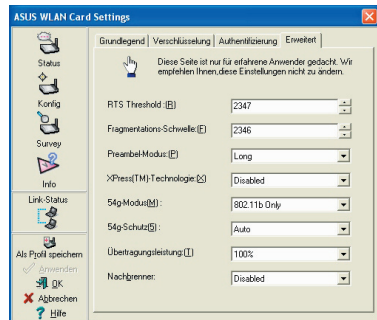 ASUS WLAN Card Settings
Status
Konfig
Survey
Info
Link-Status
Als Profil speichern
Anwenden
OK
Abbrechen
Hilfe
Grundlegend Verschlüsselung Authentifizierung Erweitert
Diese Seite ist nur für erfahrene Anwender gedacht. Wir
empfehlen Ihnen,diese Einstellungen nicht zu ändern.
RTS Threshold :(R) 2347
Fragmentations-Schwelle:(F) 2346
Preambel-Modus:(P) Long
XPress(TM)-Technologie:(X) Disabled
54g-Modus(M) : 802.11b Only
54g-Schutz(5) : Auto
Übertragungsleistung:(T) 100%
Nachbrenner: Disabled